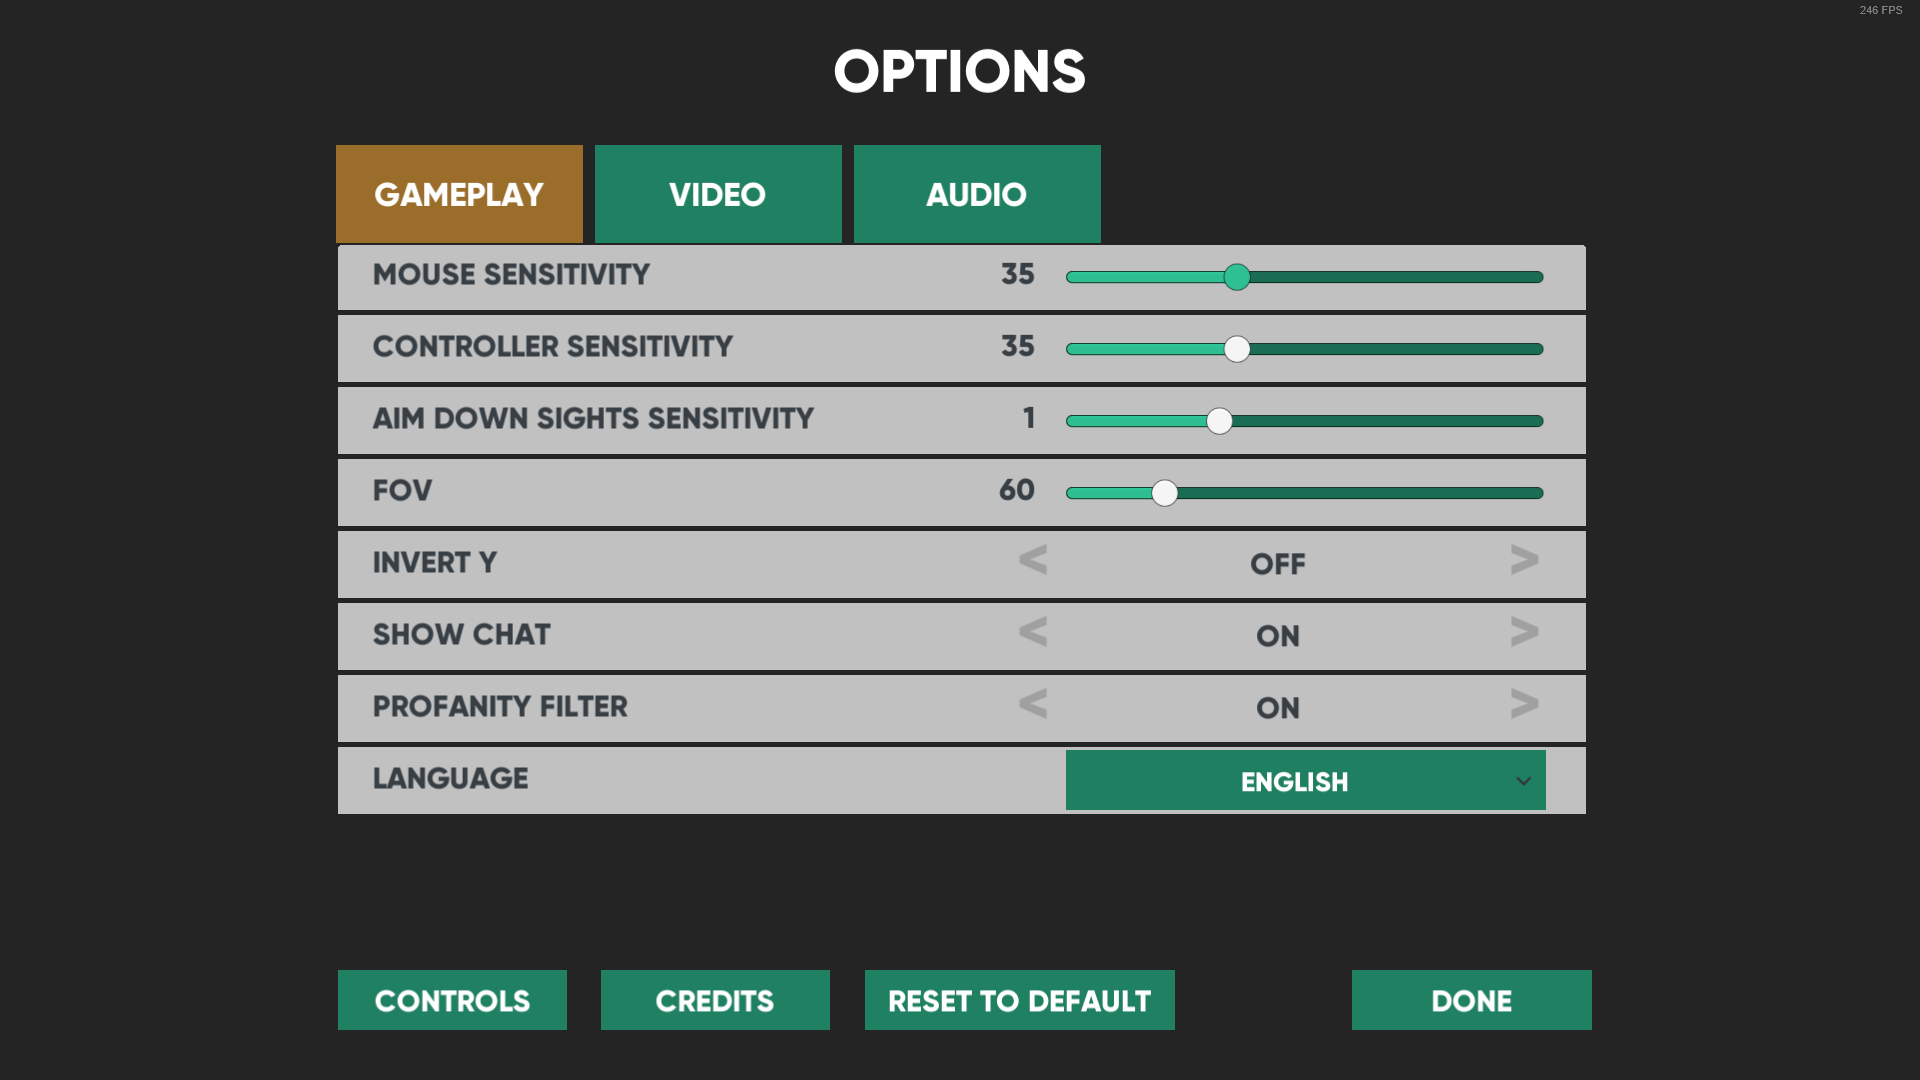 246 FPS
OPTIONS
GAMEPLAY VIDEO AUDIO
MOUSE SENSITIVITY 35
CONTROLLER SENSITIVITY 35
AIM DOWN SIGHTS SENSITIVITY 1
FOV 60
INVERT Y < OFF >
SHOW CHAT < ON >
PROFANITY FILTER < ON >
LANGUAGE ENGLISH
CONTROLS CREDITS RESET TO DEFAULT DONE